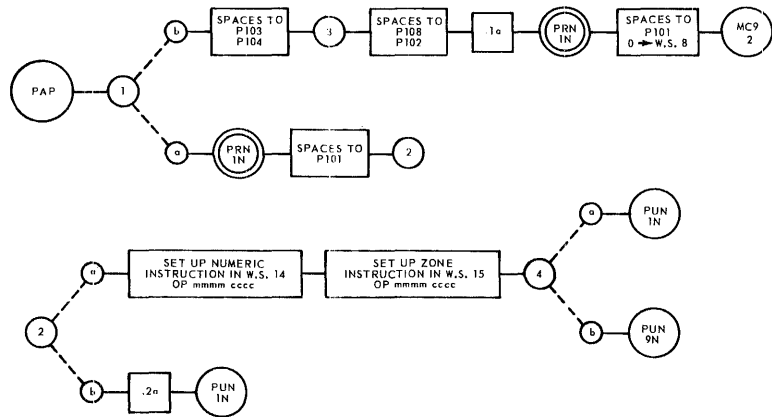 b
SPACES TO
P103
P104
3
SPACES TO
P108
P102
.1a
PRN
1N
SPACES TO
P101
0 → W.S. 8
MC9
2
PAP
1
a
PRN
1N
SPACES TO
P101
2
a
SET UP NUMERIC
INSTRUCTION IN W.S. 14
OP mmmm cccc
SET UP ZONE
INSTRUCTION IN W.S. 15
OP mmmm cccc
4
a
PUN
1N
b
PUN
9N
2
b
.2a
PUN
1N